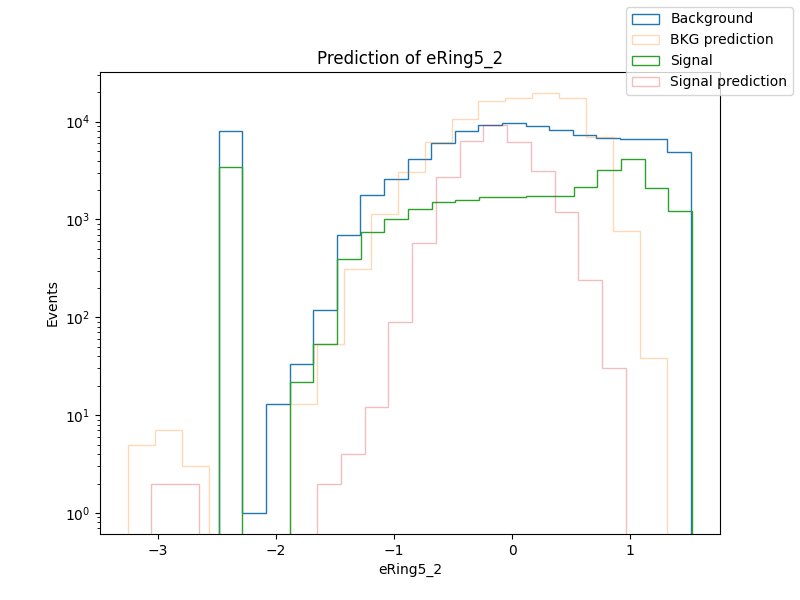 Prediction of eRing5_2
Background
BKG prediction
Signal
Signal prediction
Events
10⁴
10³
10²
10¹
10⁰
−3
−2
−1
0
1
eRing5_2